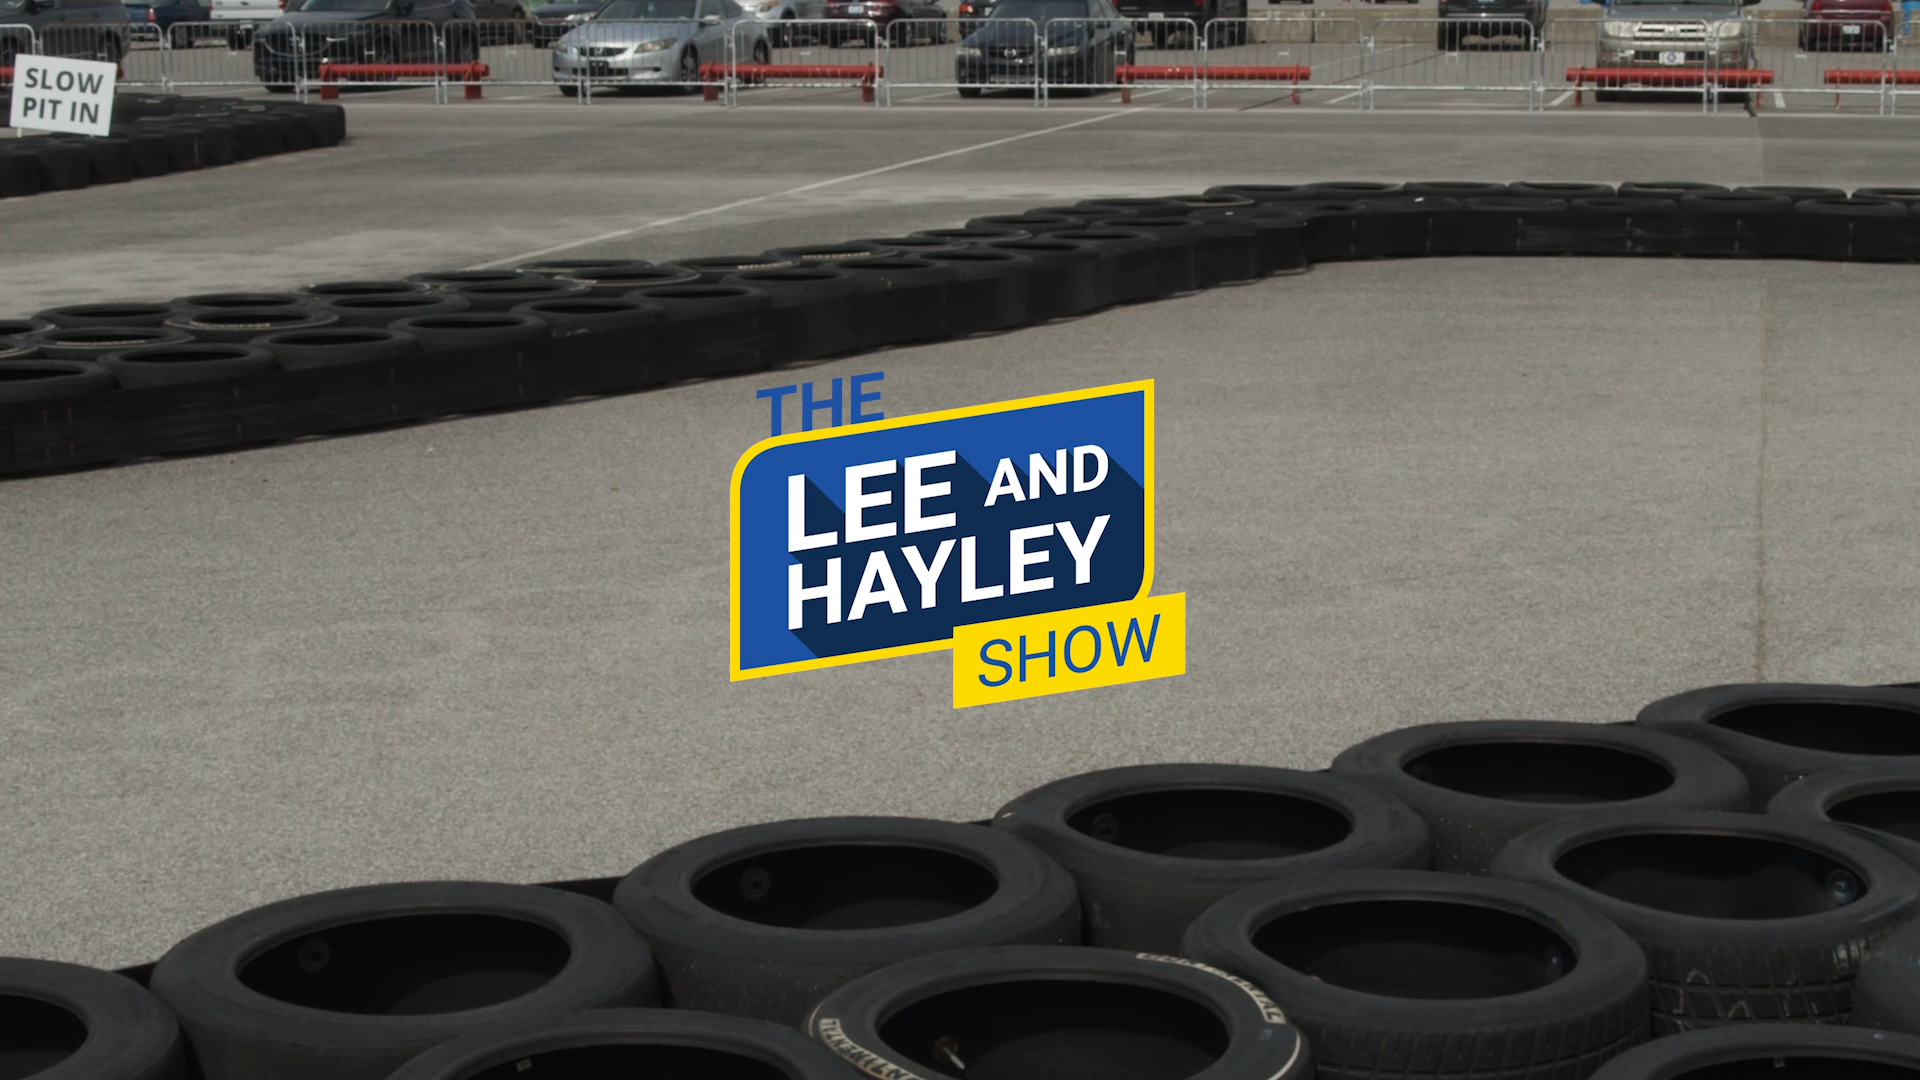 SLOW
PIT IN
THE
LEE AND
HAYLEY
SHOW